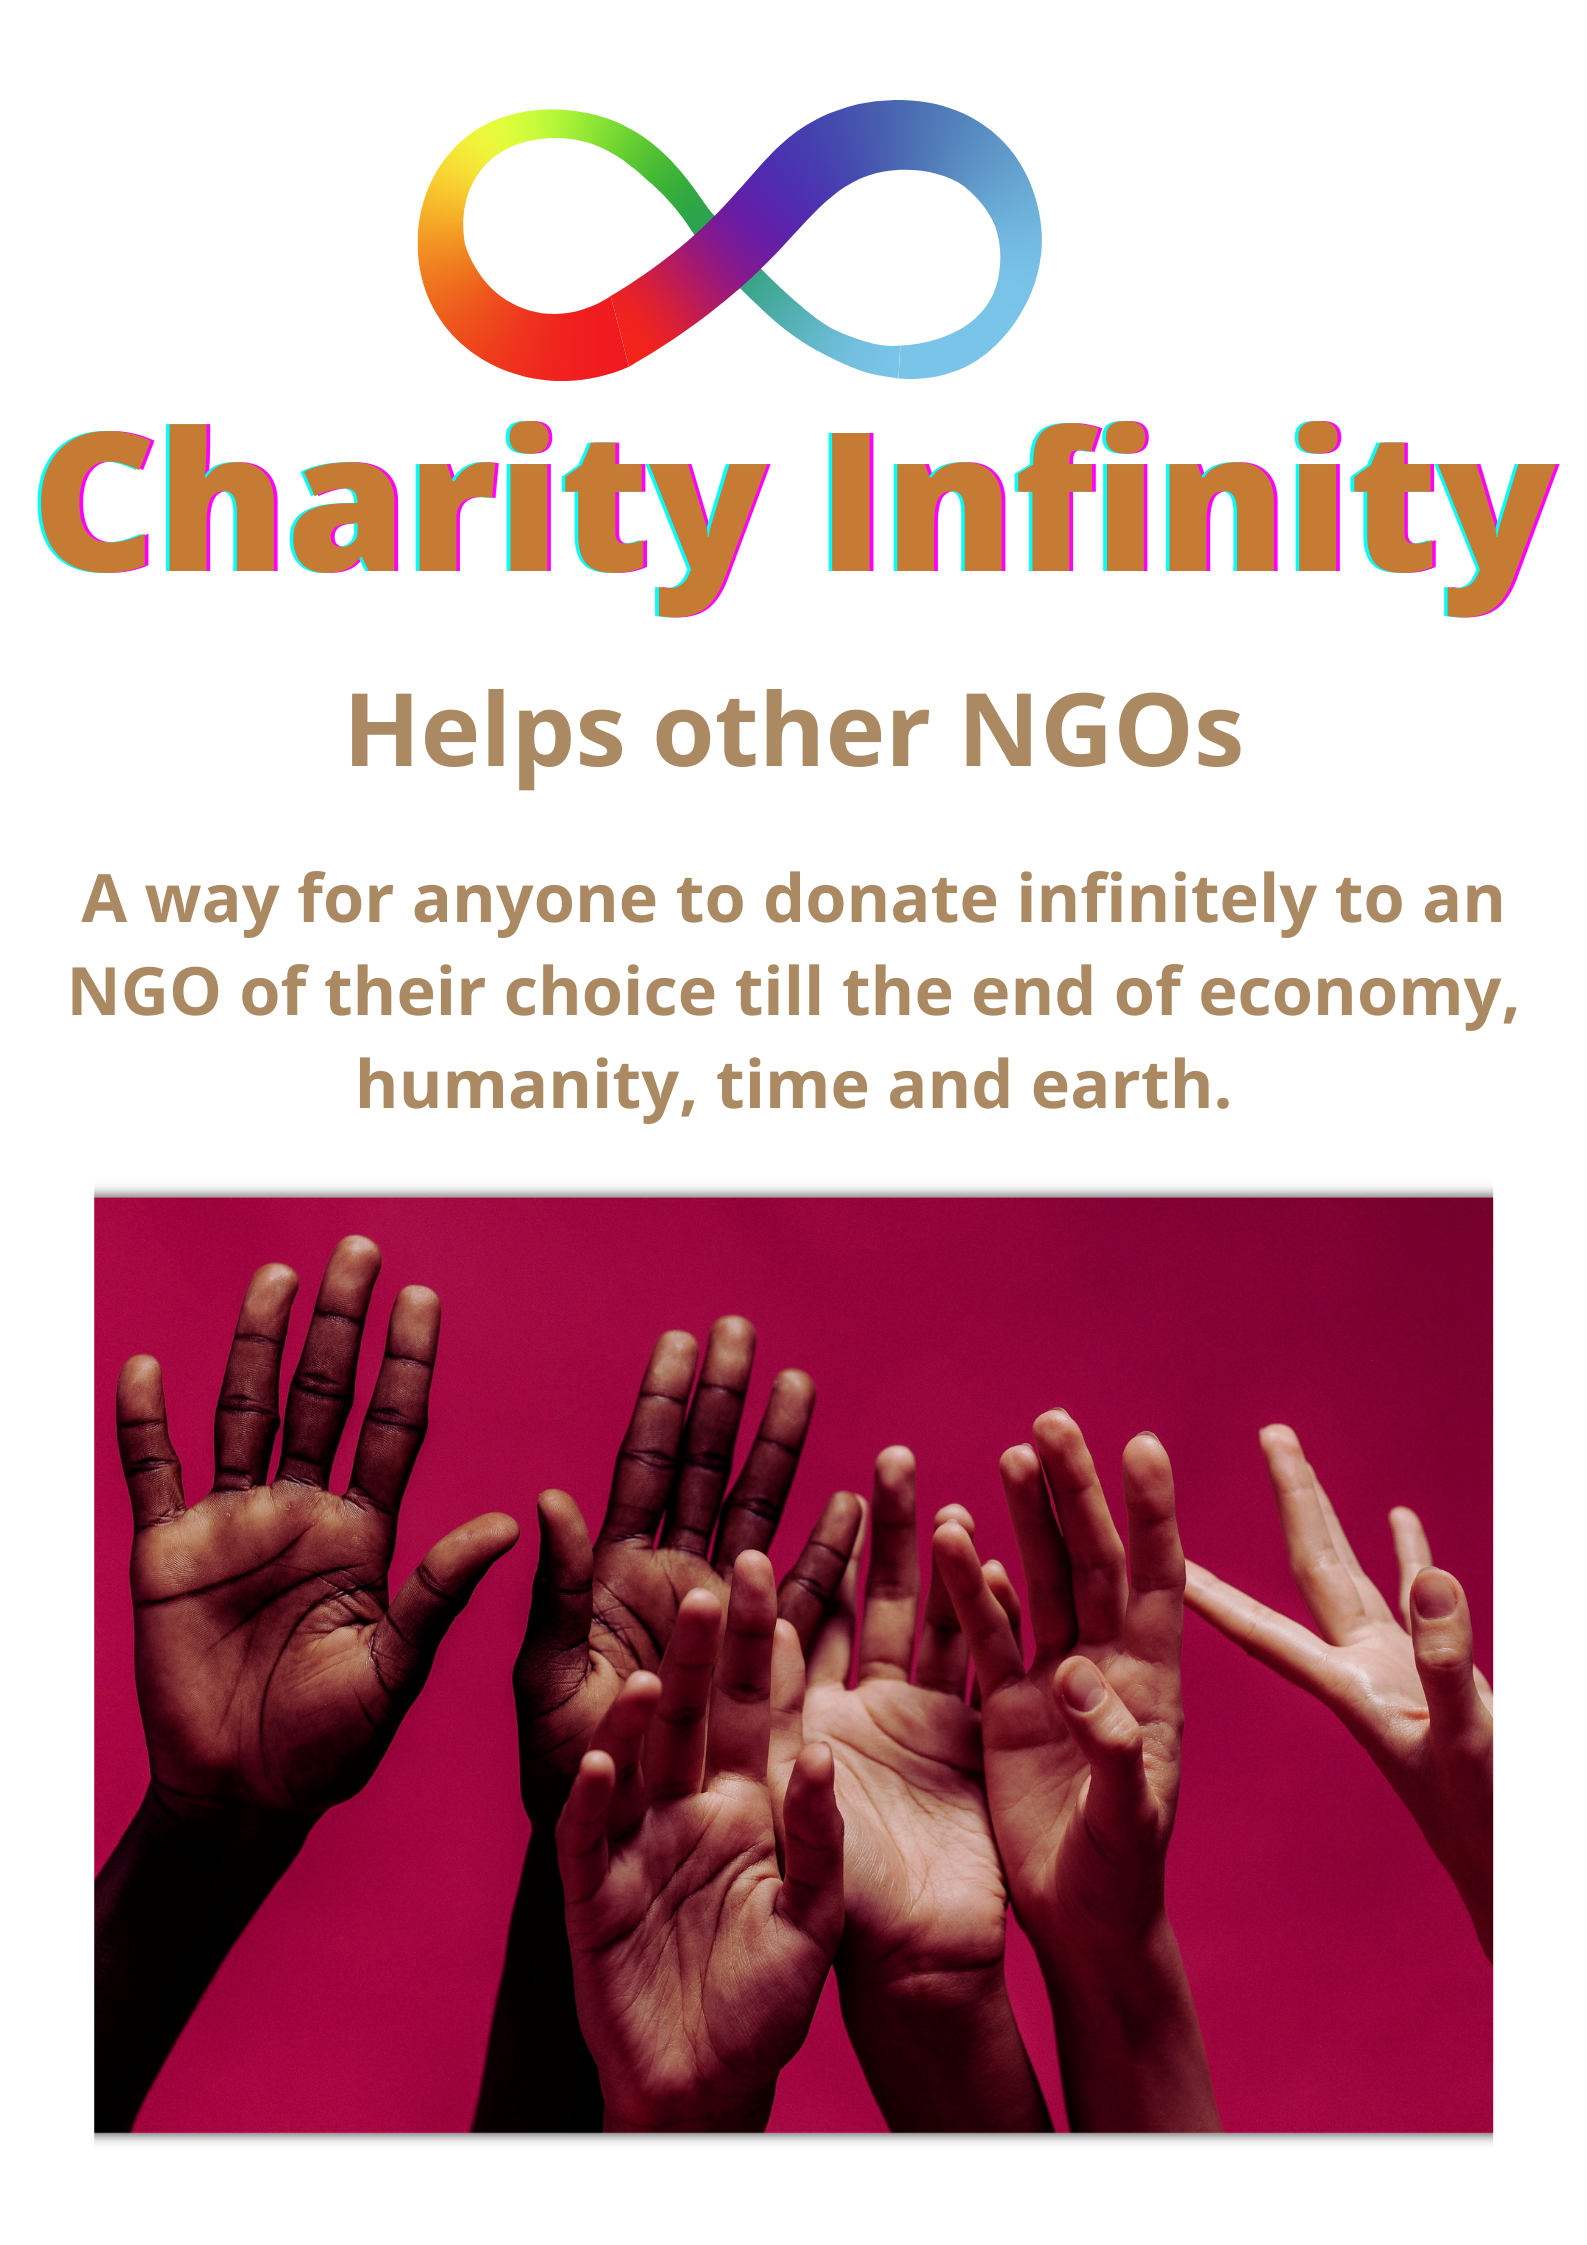 Charity Infinity
Helps other NGOs
A way for anyone to donate infinitely to an
NGO of their choice till the end of economy,
humanity, time and earth.